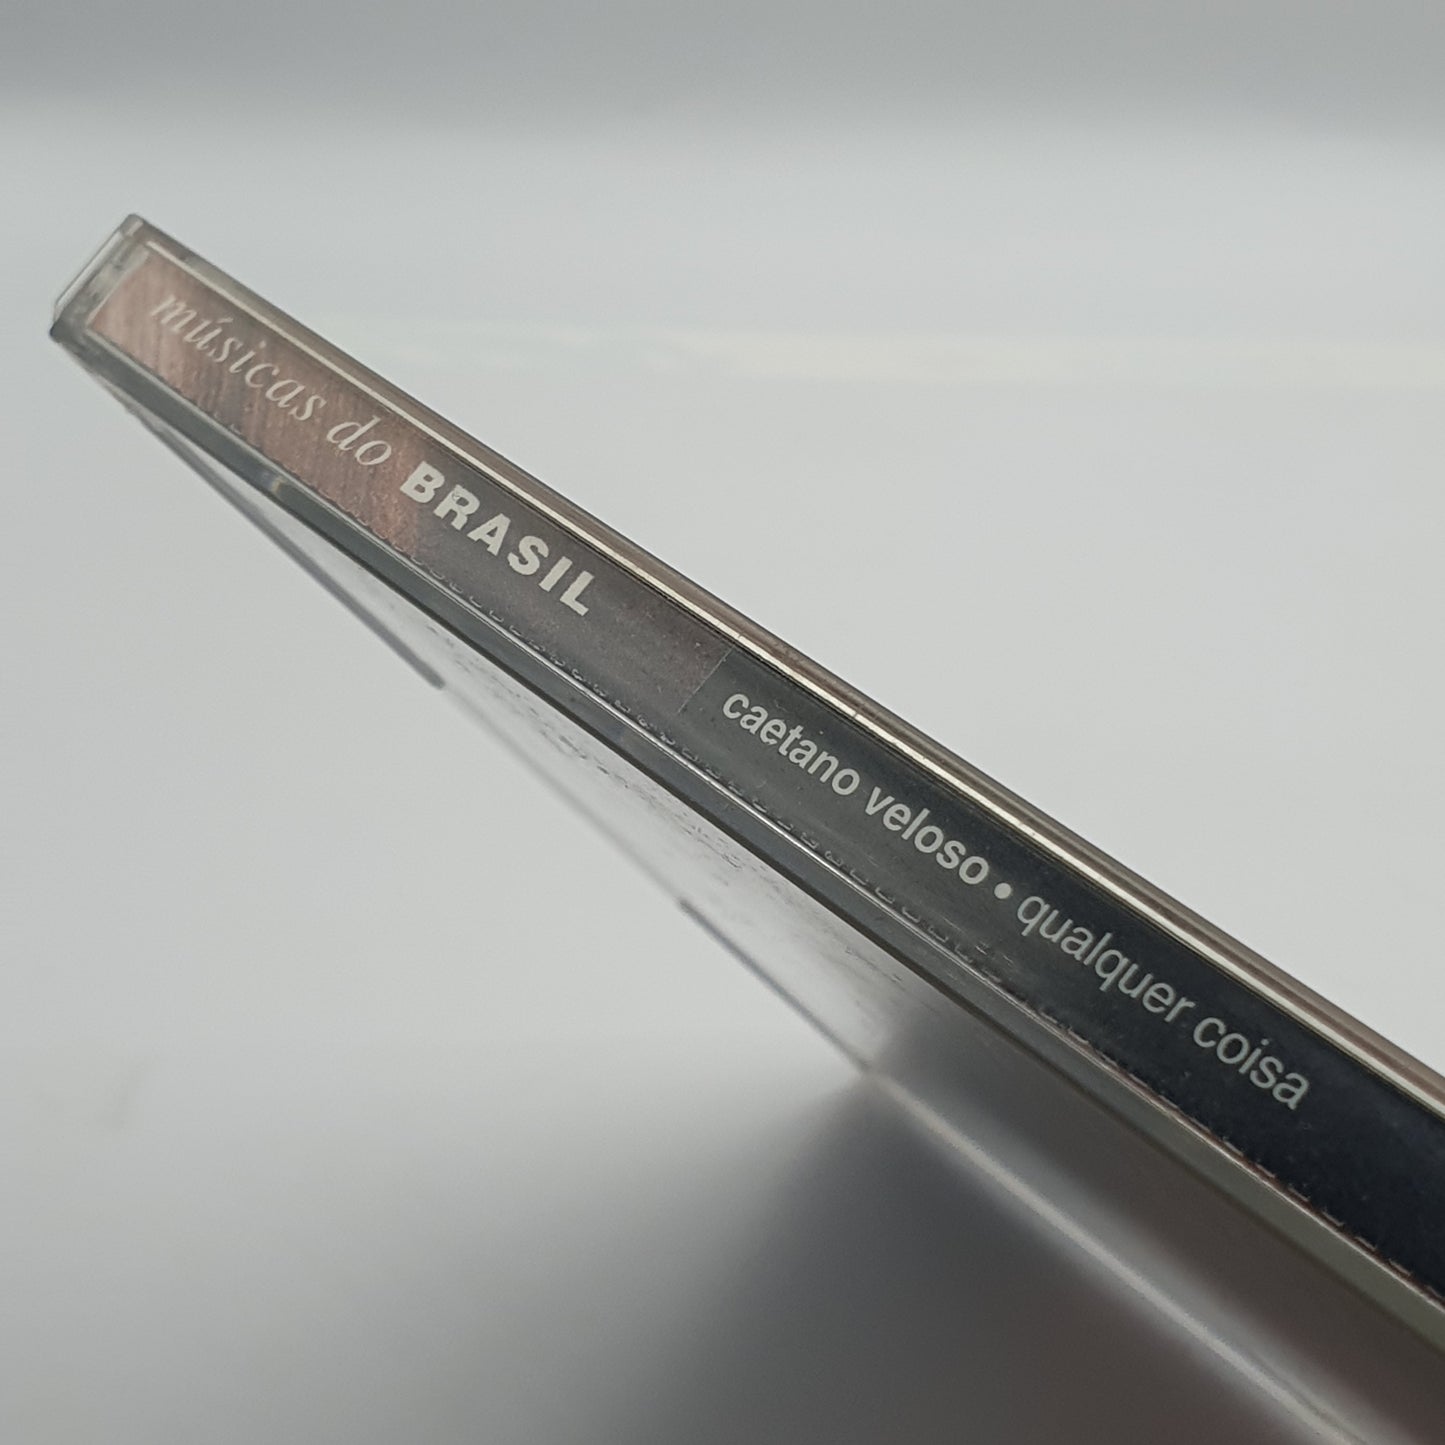 músicas do BRASIL caetano veloso • qualquer coisa